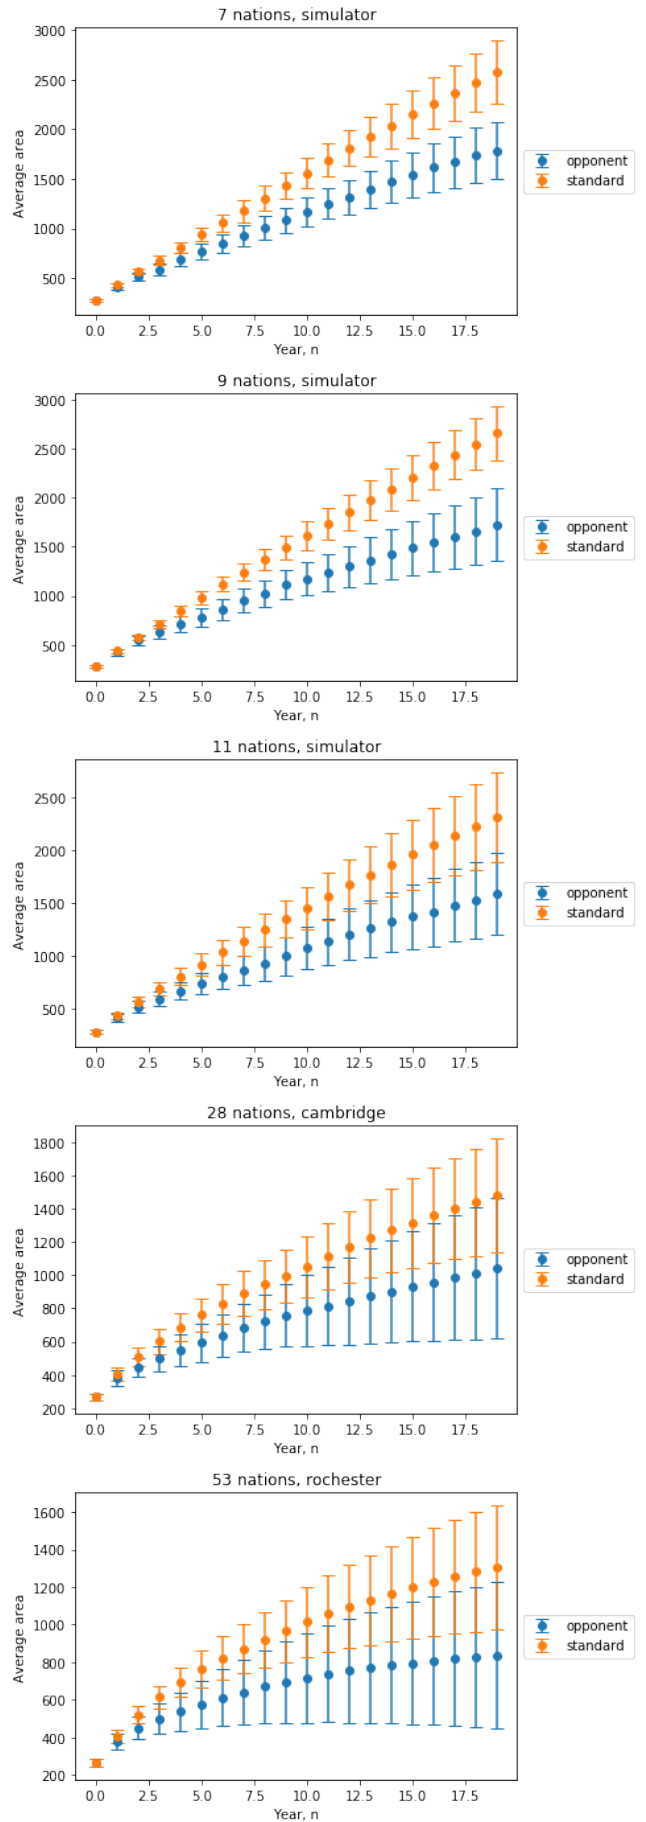 7 nations, simulator
3000
2500
2000
1500
1000
500
Average area
0.0 2.5 5.0 7.5 10.0 12.5 15.0 17.5
Year, n
opponent
standard
9 nations, simulator
3000
2500
2000
1500
1000
500
Average area
0.0 2.5 5.0 7.5 10.0 12.5 15.0 17.5
Year, n
opponent
standard
11 nations, simulator
2500
2000
1500
1000
500
Average area
0.0 2.5 5.0 7.5 10.0 12.5 15.0 17.5
Year, n
opponent
standard
28 nations, cambridge
1800
1600
1400
1200
1000
800
600
400
200
Average area
0.0 2.5 5.0 7.5 10.0 12.5 15.0 17.5
Year, n
opponent
standard
53 nations, rochester
1600
1400
1200
1000
800
600
400
200
Average area
0.0 2.5 5.0 7.5 10.0 12.5 15.0 17.5
Year, n
opponent
standard